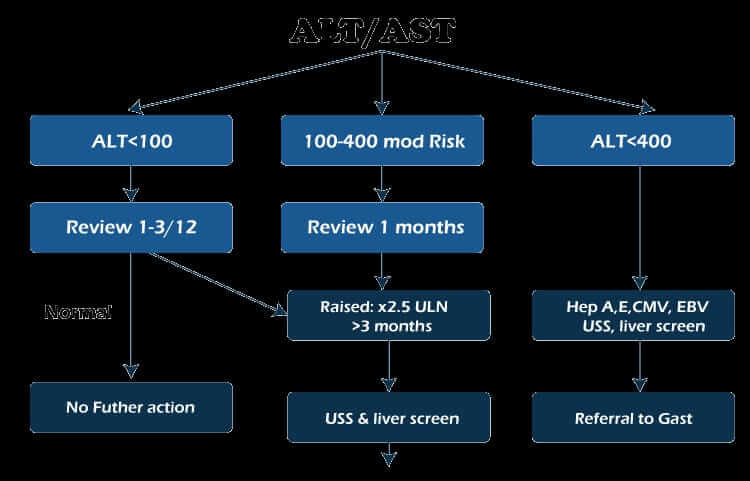 ALT/AST
ALT<100
100-400 mod Risk
ALT<400
Review 1-3/12
Review 1 months
Normal
Raised: x2.5 ULN
>3 months
Hep A,E,CMV, EBV
USS, liver screen
No Futher action
USS & liver screen
Referral to Gast